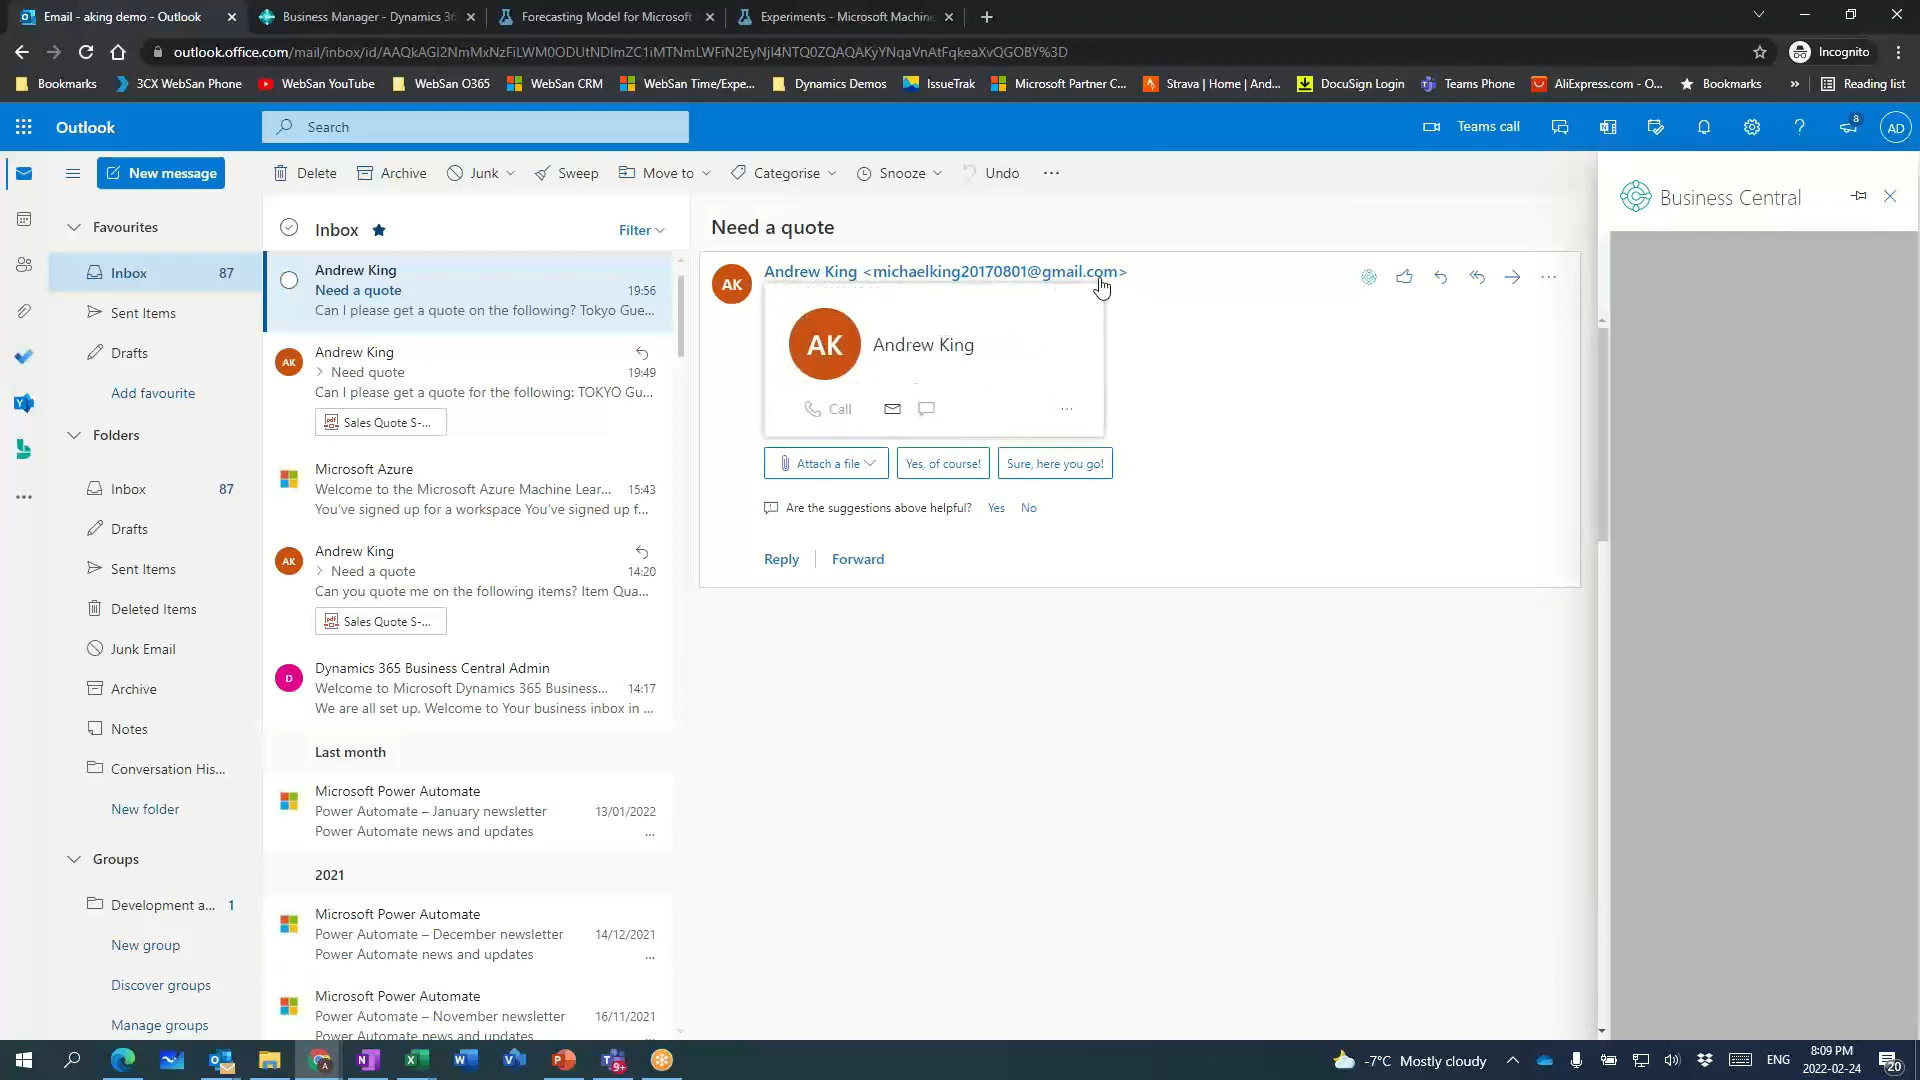 Email - aking demo - Outlook
Business Manager - Dynamics 36
Forecasting Model for Microsoft
Experiments - Microsoft Machine
outlook.office.com/mail/inbox/id/
Incognito
Bookmarks
3CX WebSan Phone
WebSan YouTube
WebSan O365
WebSan CRM
WebSan Time/Expe...
Dynamics Demos
IssueTrak
Microsoft Partner C...
Strava | Home | And...
DocuSign Login
Teams Phone
AliExpress.com - O...
Bookmarks
»
Reading list
Outlook
Search
Teams call
8
AD
New message
Delete
Archive
Junk
Sweep
Move to
Categorise
Snooze
Undo
Favourites
Inbox 87
Sent Items
Drafts
Add favourite
Folders
Inbox 87
Drafts
Sent Items
Deleted Items
Junk Email
Archive
Notes
Conversation His...
New folder
Groups
Development a... 1
New group
Discover groups
Manage groups
Inbox
Filter
Andrew King
Need a quote 19:56
Can I please get a quote on the following? Tokyo Gue...
AK
Andrew King
Need quote 19:49
Can I please get a quote for the following: TOKYO Gu...
Sales Quote S-...
Microsoft Azure
Welcome to the Microsoft Azure Machine Lear... 15:43
You've signed up for a workspace You've signed up f...
AK
Andrew King
Need a quote 14:20
Can you quote me on the following items? Item Qua...
Sales Quote S-...
D
Dynamics 365 Business Central Admin
Welcome to Microsoft Dynamics 365 Business... 14:17
We are all set up. Welcome to Your business inbox in ...
Last month
Microsoft Power Automate
Power Automate – January newsletter 13/01/2022
Power Automate news and updates ...
2021
Microsoft Power Automate
Power Automate – December newsletter 14/12/2021
Power Automate news and updates ...
Microsoft Power Automate
Power Automate – November newsletter 16/11/2021
Power Automate news and updates ...
Need a quote
AK
Andrew King <michaelking20170801@gmail.com>
AK
Andrew King
Call
Attach a file
Yes, of course!
Sure, here you go!
Are the suggestions above helpful? Yes No
Reply
Forward
Business Central
9+
-7°C Mostly cloudy
ENG
8:09 PM
2022-02-24
20